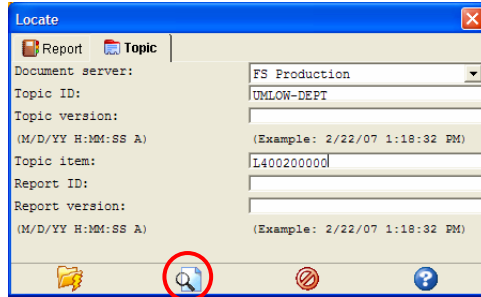 Locate
Report Topic
Document server: FS Production
Topic ID: UMLOW-DEPT
Topic version:
(M/D/YY H:MM:SS A) (Example: 2/22/07 1:18:32 PM)
Topic item: L400200000
Report ID:
Report version:
(M/D/YY H:MM:SS A) (Example: 2/22/07 1:18:32 PM)